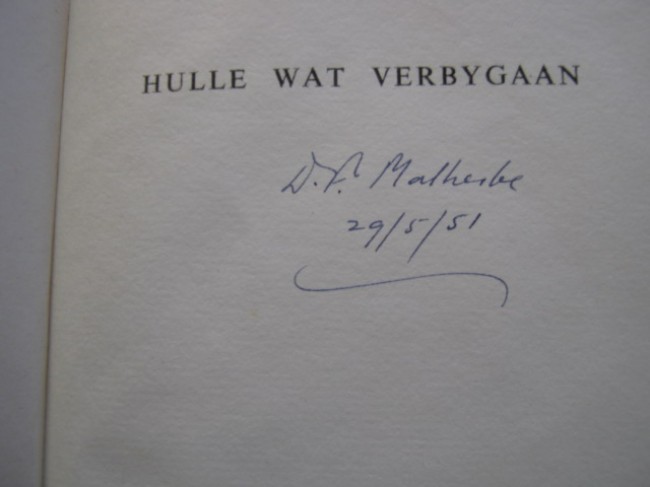 HULLE WAT VERBYGAAN
D. F. Malherbe
29/5/51